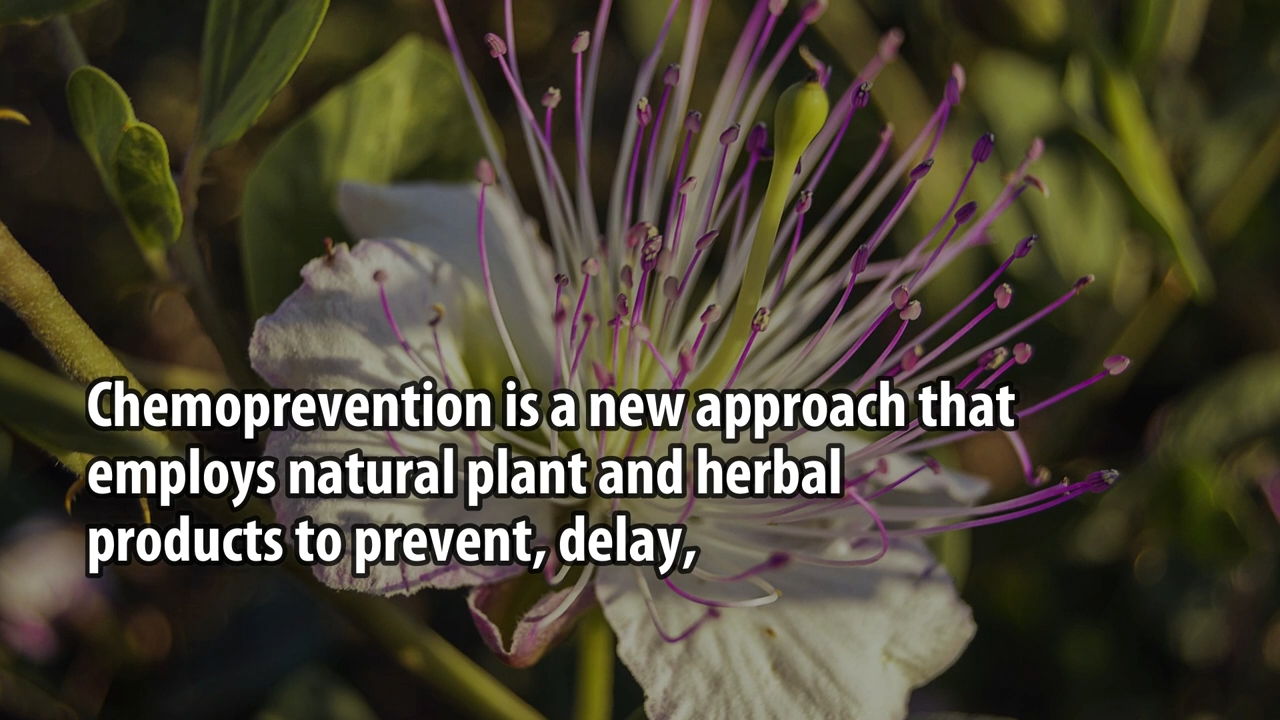 Chemoprevention is a new approach that
employs natural plant and herbal
products to prevent, delay,